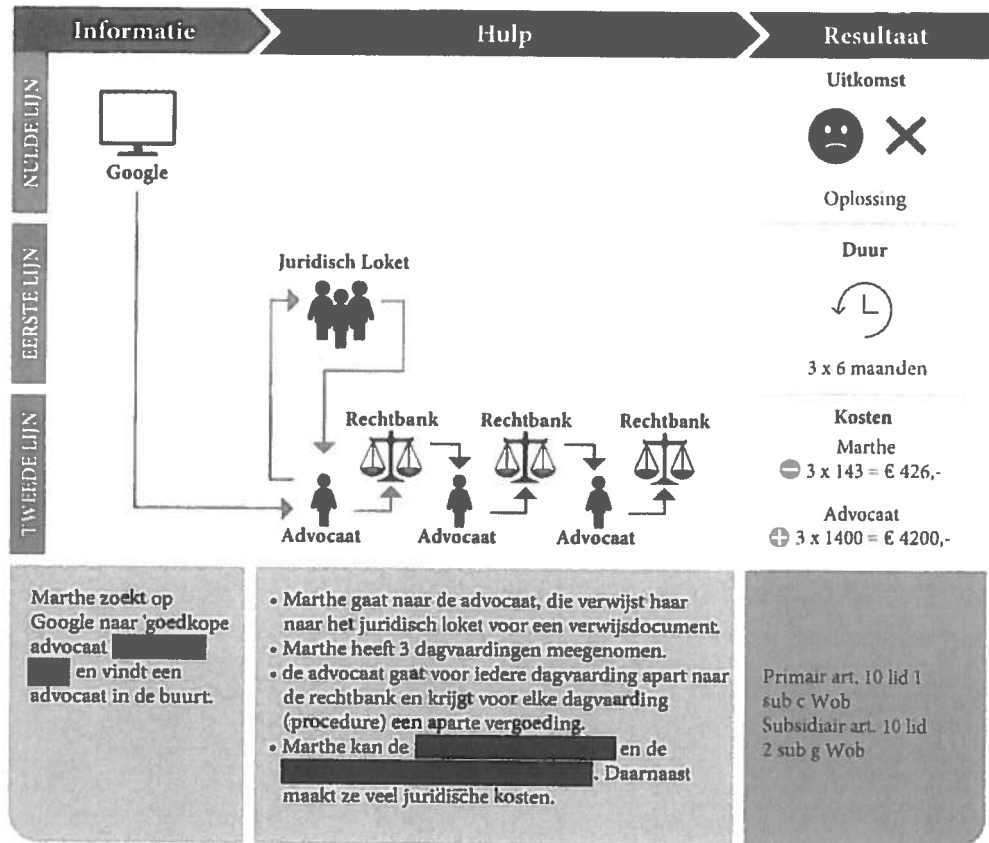 Informatie
Hulp
Resultaat
NULDE LIJN
Google
Uitkomst
Oplossing
EERSTE LIJN
Juridisch Loket
Duur
3 x 6 maanden
TWEEDE LIJN
Rechtbank
Rechtbank
Rechtbank
Advocaat
Advocaat
Advocaat
Kosten
Marthe
3 x 143 = € 426,-
Advocaat
3 x 1400 = € 4200,-
Marthe zoekt op
Google naar 'goedkope
advocaat
en vindt een
advocaat in de buurt.
• Marthe gaat naar de advocaat, die verwijst haar
naar het juridisch loket voor een verwijsdocument.
• Marthe heeft 3 dagvaardingen meegenomen.
• de advocaat gaat voor iedere dagvaarding apart naar
de rechtbank en krijgt voor elke dagvaarding
(procedure) een aparte vergoeding.
• Marthe kan de en de
. Daarnaast
maakt ze veel juridische kosten.
Primair art. 10 lid 1
sub c Wob
Subsidiair art. 10 lid
2 sub g Wob